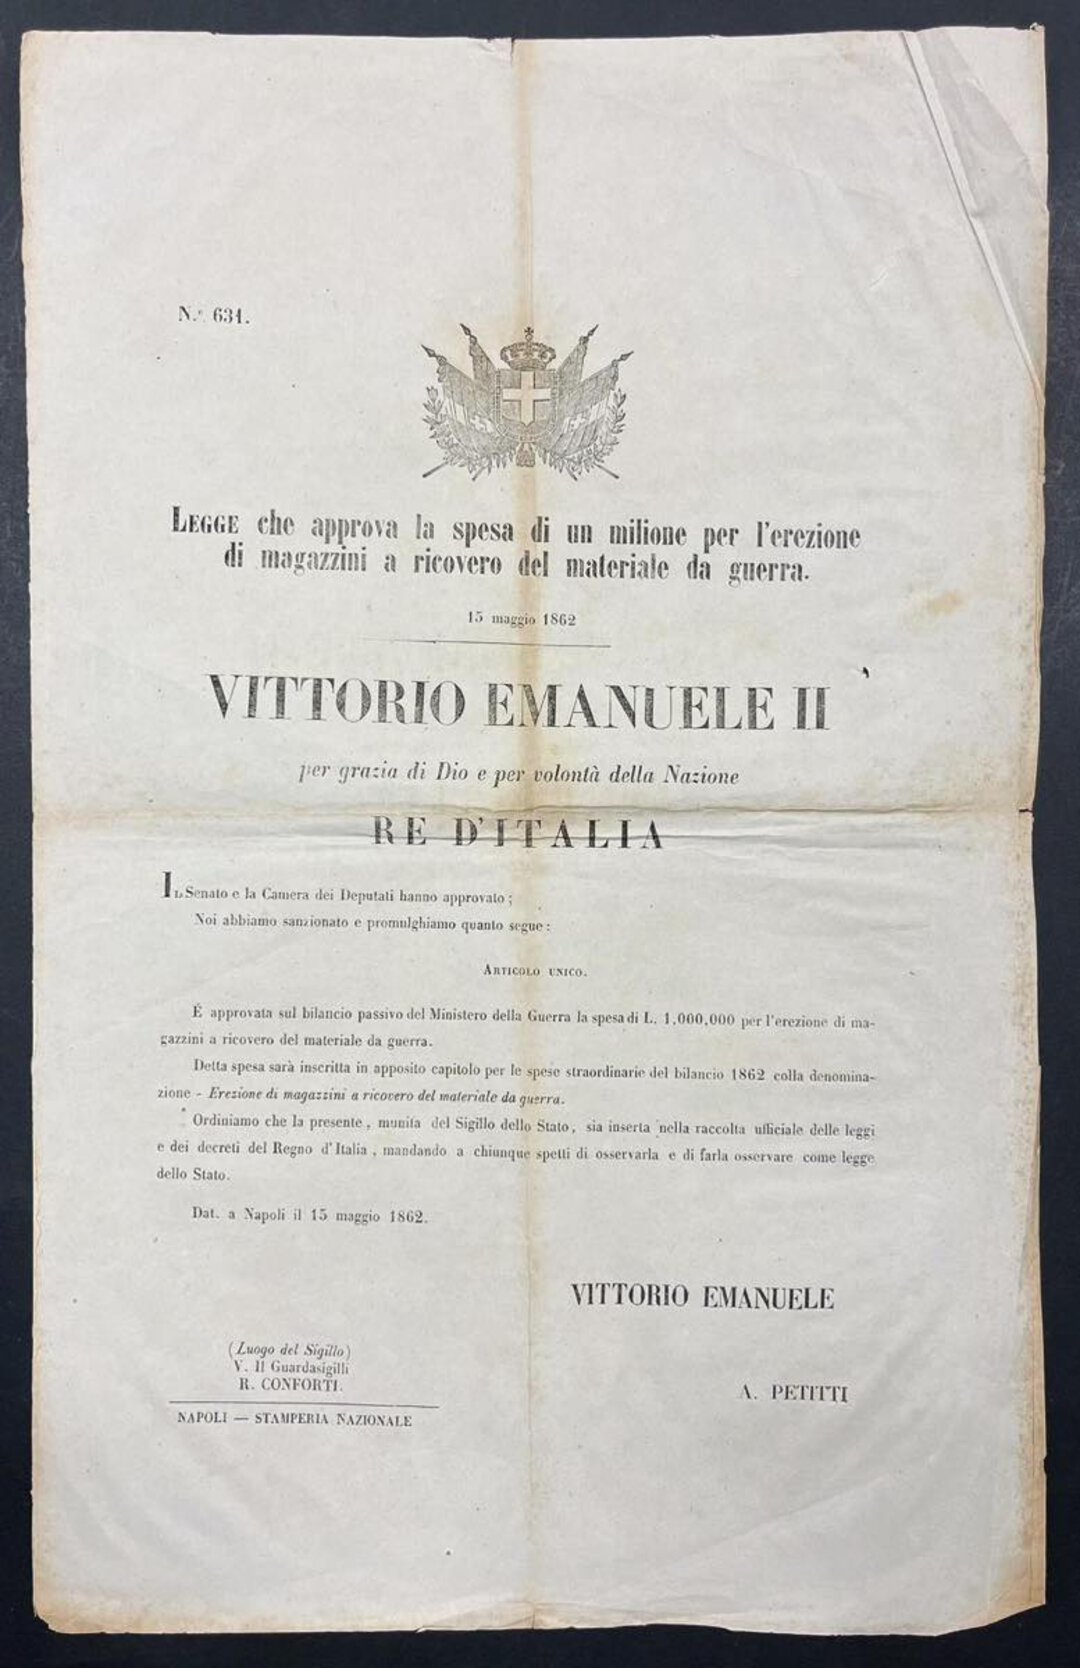 N.º 631.
LEGGE che approva la spesa di un milione per l'erezione
di magazzini a ricovero del materiale da guerra.
15 maggio 1862
VITTORIO EMANUELE II
per grazia di Dio e per volontà della Nazione
RE D'ITALIA
IL Senato e la Camera dei Deputati hanno approvato ;
Noi abbiamo sanzionato e promulghiamo quanto segue :
ARTICOLO UNICO.
É approvata sul bilancio passivo del Ministero della Guerra la spesa di L. 1,000,000 per l'erezione di ma-
gazzini a ricovero del materiale da guerra.
Detta spesa sarà inscritta in apposito capitolo per le spese straordinarie del bilancio 1862 colla denomina-
zione - Erezione di magazzini a ricovero del materiale da guerra.
Ordiniamo che la presente, munita del Sigillo dello Stato, sia inserta nella raccolta ufficiale delle leggi
e dei decreti del Regno d'Italia, mandando a chiunque spetti di osservarla e di farla osservare come legge
dello Stato.
Dat. a Napoli il 15 maggio 1862.
VITTORIO EMANUELE
(Luogo del Sigillo)
V. Il Guardasigilli
R. CONFORTI.
A. PETITTI
NAPOLI — STAMPERIA NAZIONALE